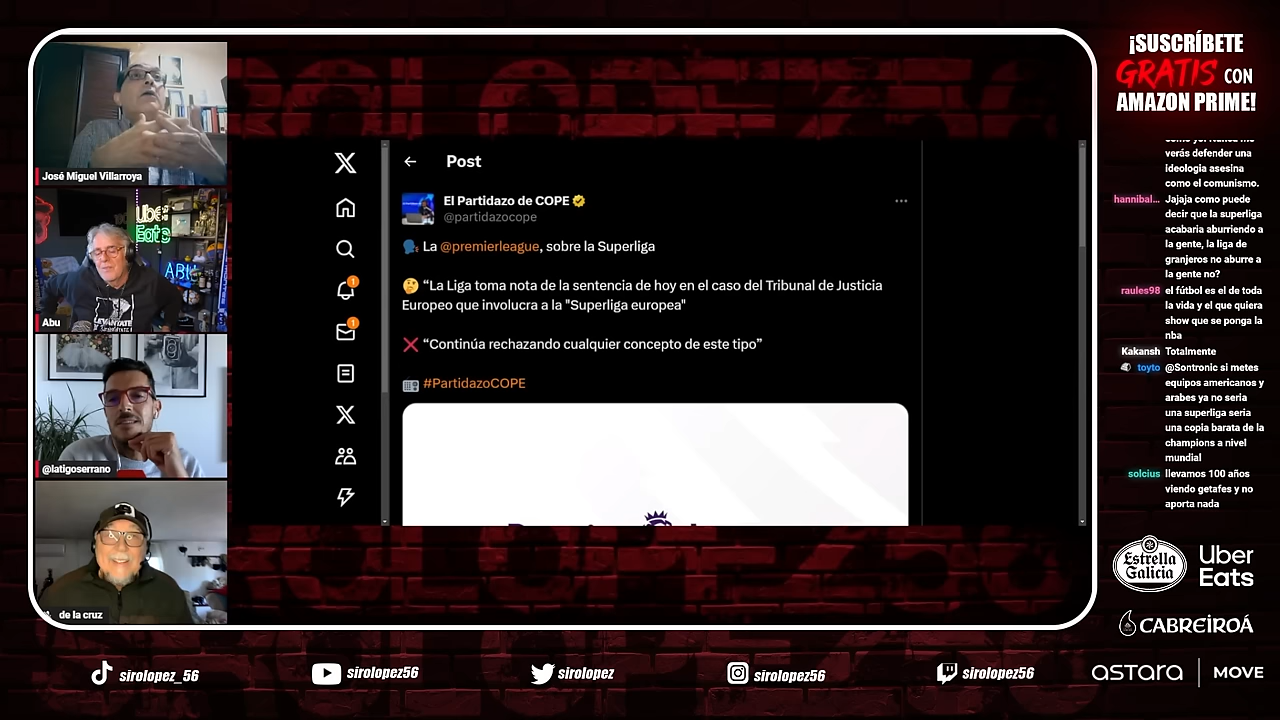 ¡SUSCRÍBETE
GRATIS CON
AMAZON PRIME!
José Miguel Villarroya
Uber
Eats
ABU
LEVÁNTATE
Abu
@latigoserrano
de la cruz
Post
El Partidazo de COPE
@partidazocope
La @premierleague, sobre la Superliga
“La Liga toma nota de la sentencia de hoy en el caso del Tribunal de Justicia
Europeo que involucra a la "Superliga europea"
“Continúa rechazando cualquier concepto de este tipo”
#PartidazoCOPE
1
1
verás defender una
ideologia asesina
como el comunismo.
hannibal... Jajaja como puede
decir que la superliga
acabaria aburriendo a
la gente, la liga de
granjeros no aburre a
la gente no?
raules98 el fútbol es el de toda
la vida y el que quiera
show que se ponga la
nba
Kakansh Totalmente
toyto @Sontronic si metes
equipos americanos y
arabes ya no seria
una superliga seria
una copia barata de la
champions a nivel
mundial
solcius llevamos 100 años
viendo getafes y no
aporta nada
Estrella
Galicia
Uber
Eats
CABREIROÁ
astara | MOVE
sirolopez_56
sirolopez56
sirolopez
sirolopez56
sirolopez56